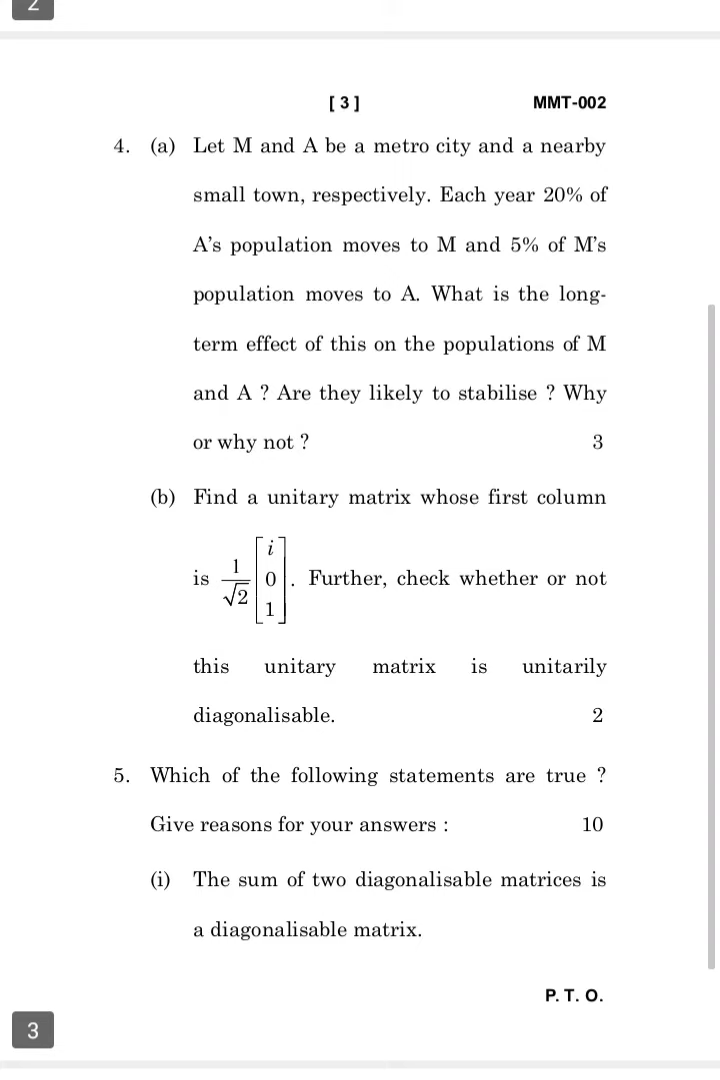 2
[ 3 ] MMT-002
4. (a) Let M and A be a metro city and a nearby
small town, respectively. Each year 20% of
A’s population moves to M and 5% of M’s
population moves to A. What is the long-
term effect of this on the populations of M
and A ? Are they likely to stabilise ? Why
or why not ? 3
(b) Find a unitary matrix whose first column
is 1/√2 [i 0 1]. Further, check whether or not
this unitary matrix is unitarily
diagonalisable. 2
5. Which of the following statements are true ?
Give reasons for your answers : 10
(i) The sum of two diagonalisable matrices is
a diagonalisable matrix.
P. T. O.
3